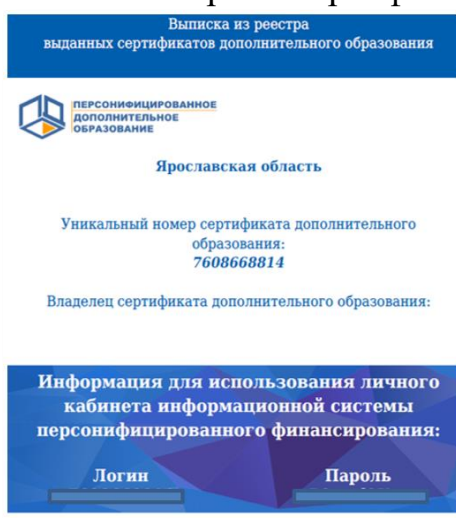 Выписка из реестра
выданных сертификатов дополнительного образования
ПЕРСОНИФИЦИРОВАННОЕ
ДОПОЛНИТЕЛЬНОЕ
ОБРАЗОВАНИЕ
Ярославская область
Уникальный номер сертификата дополнительного
образования:
7608668814
Владелец сертификата дополнительного образования:
Информация для использования личного
кабинета информационной системы
персонифицированного финансирования:
Логин Пароль